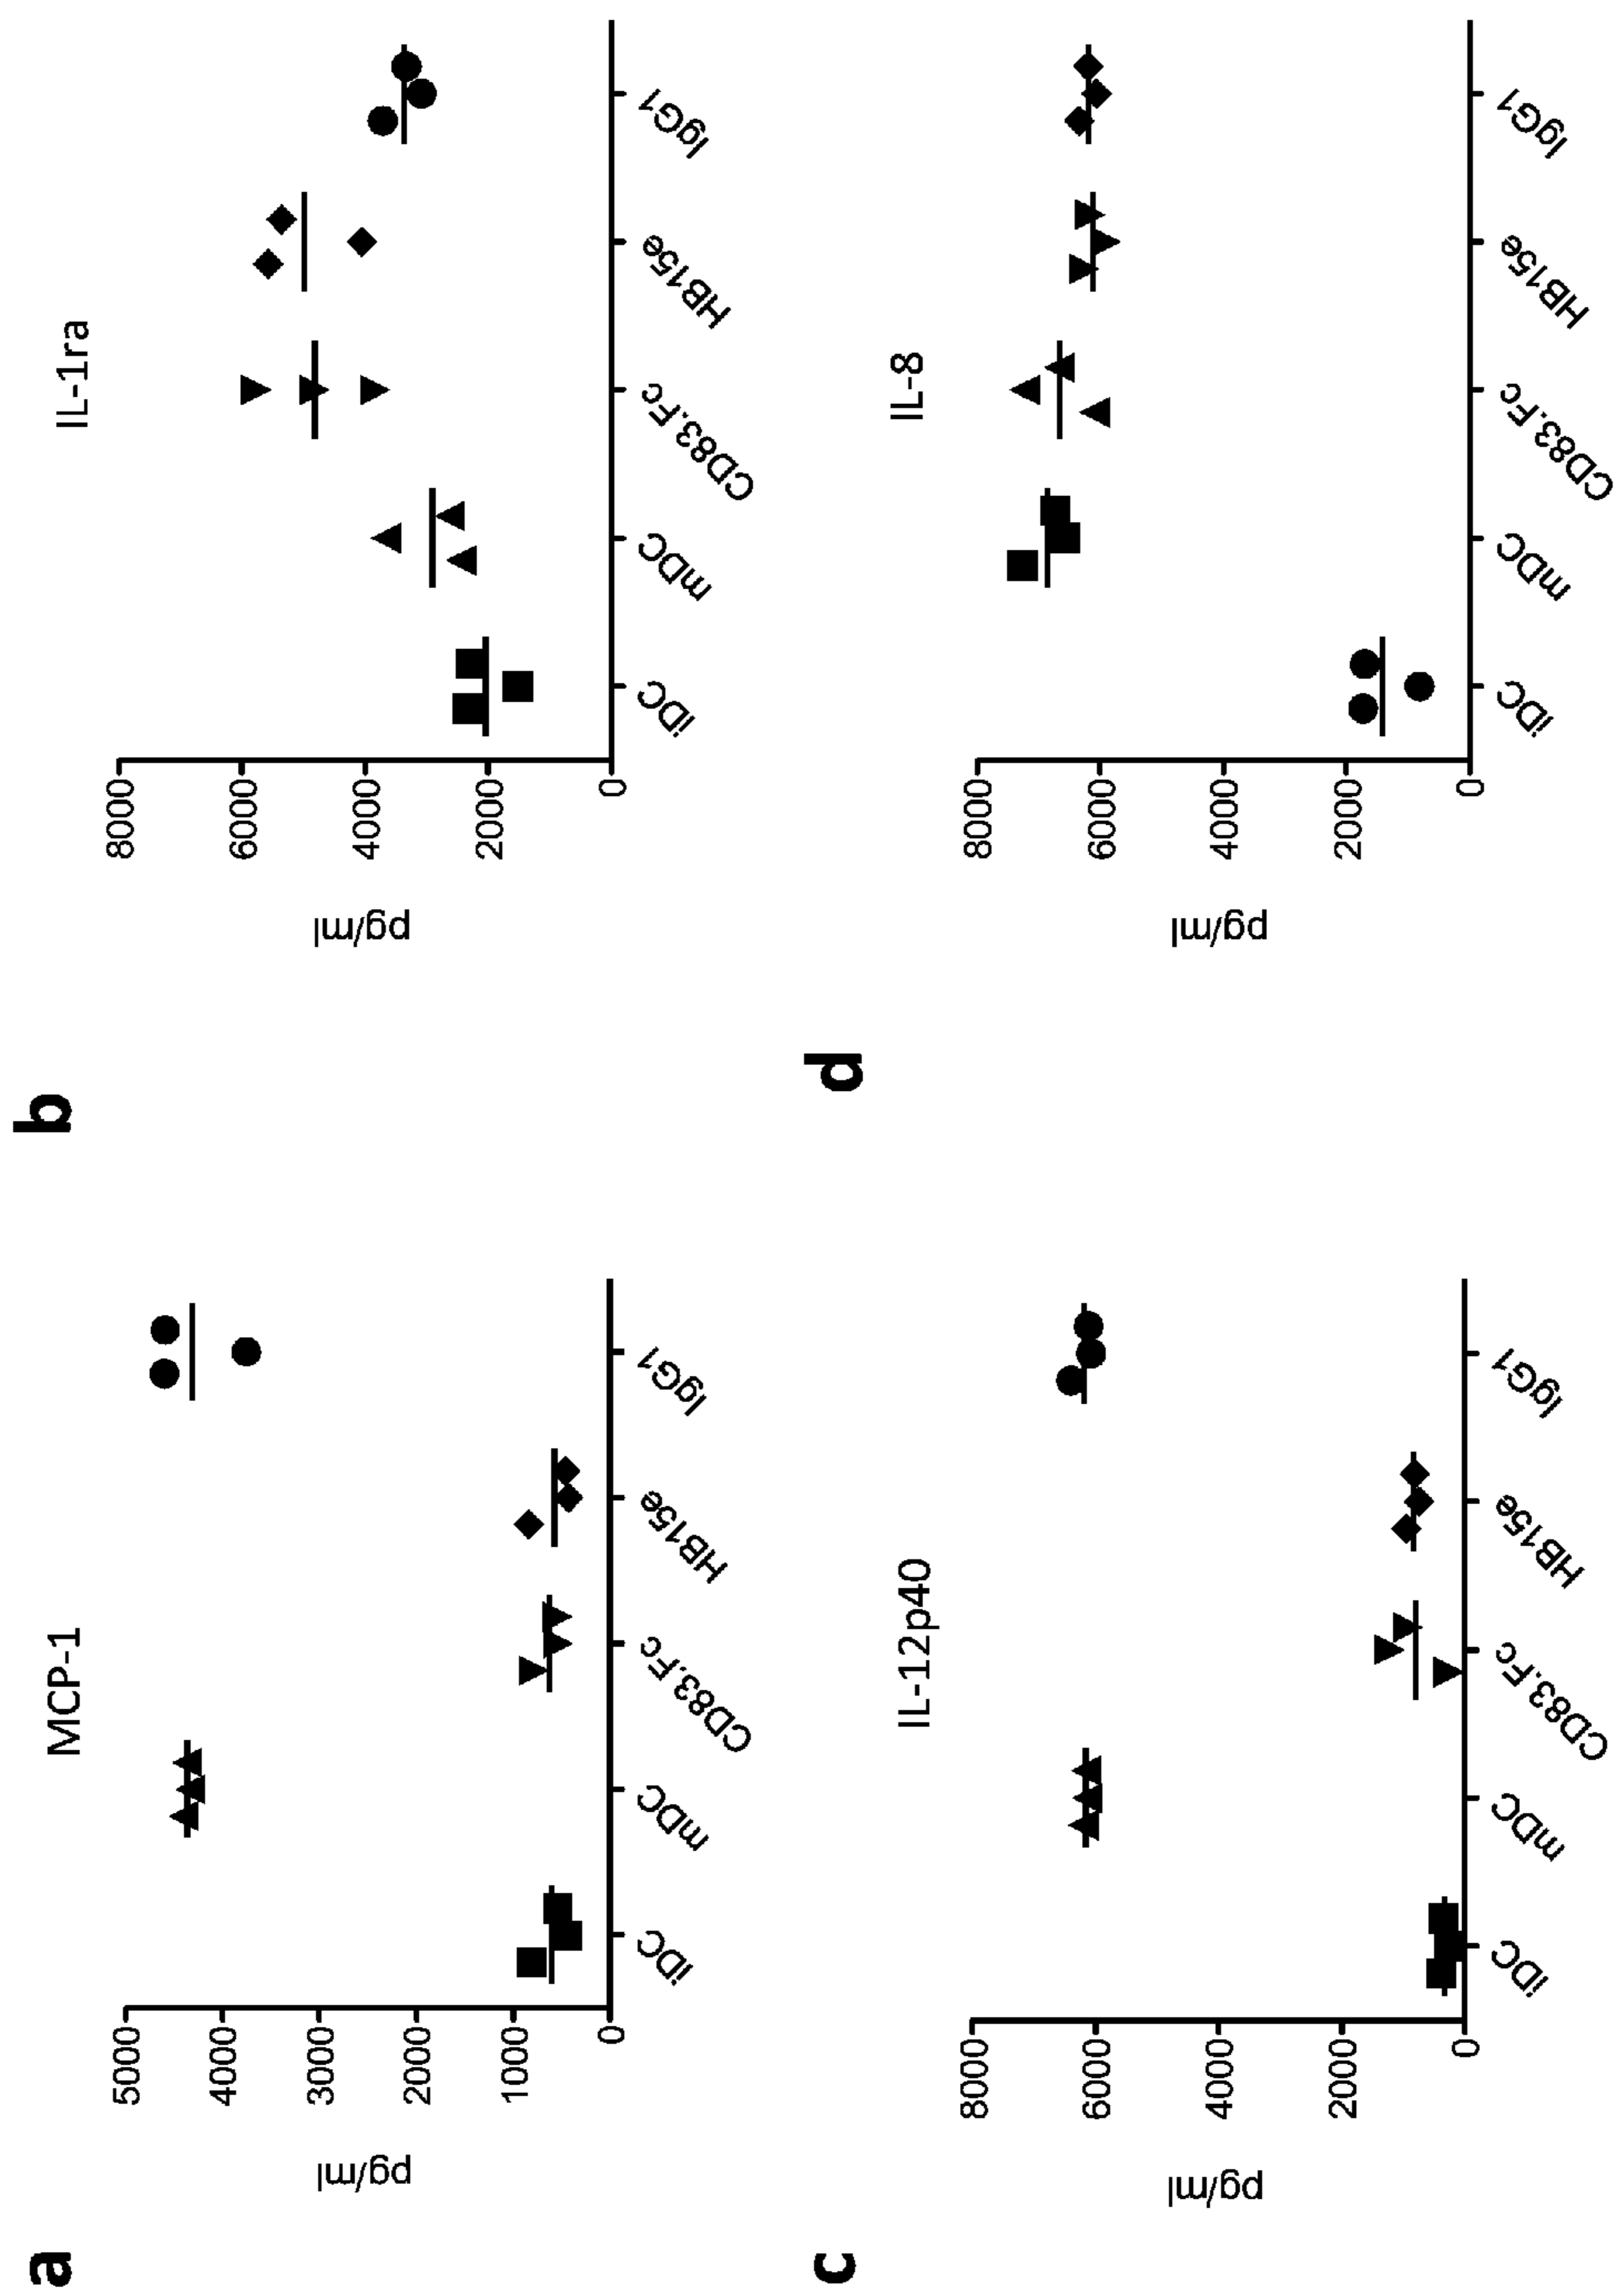 a
MCP-1
pg/ml
5000
4000
3000
2000
1000
0
iDC
mDC
CD83.Fc
HB15e
IgG1
b
IL-1ra
pg/ml
8000
6000
4000
2000
0
iDC
mDC
CD83.Fc
HB15e
IgG1
c
IL-12p40
pg/ml
8000
6000
4000
2000
0
iDC
mDC
CD83.Fc
HB15e
IgG1
d
IL-8
pg/ml
8000
6000
4000
2000
0
iDC
mDC
CD83.Fc
HB15e
IgG1